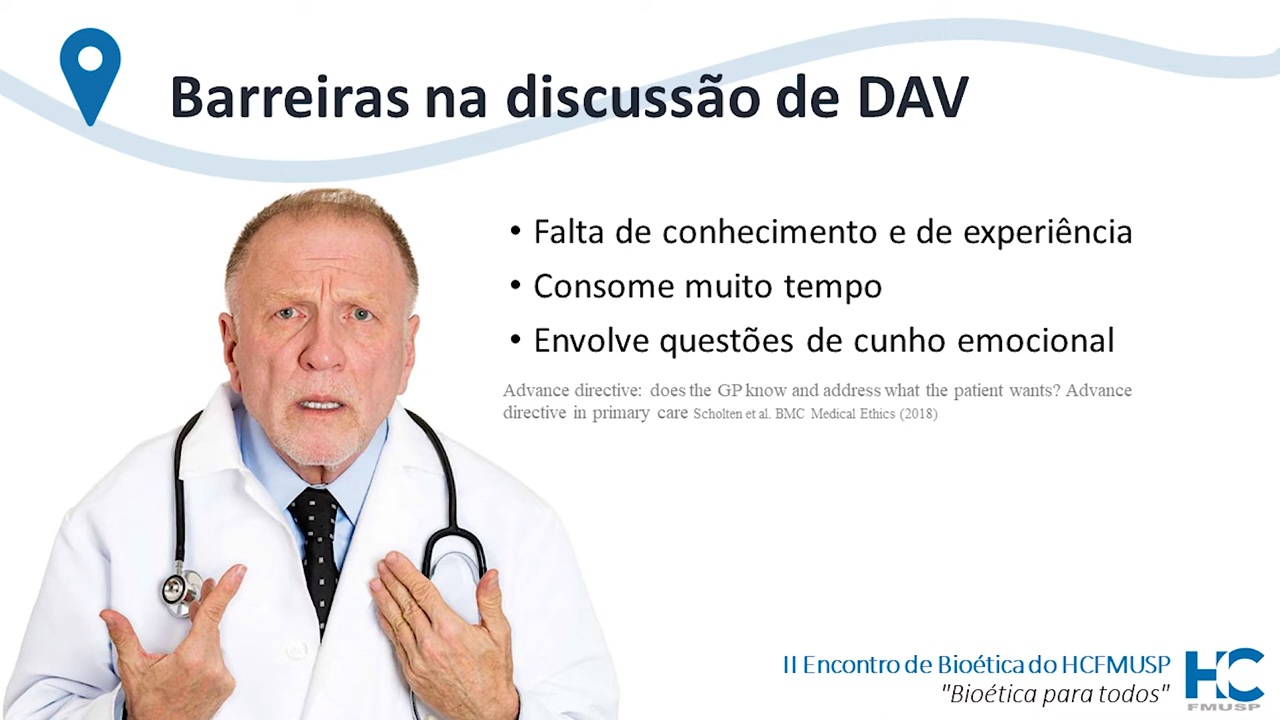 Barreiras na discussão de DAV
• Falta de conhecimento e de experiência
• Consome muito tempo
• Envolve questões de cunho emocional
Advance directive: does the GP know and address what the patient wants? Advance
directive in primary care Scholten et al. BMC Medical Ethics (2018)
II Encontro de Bioética do HCFMUSP
"Bioética para todos"
HC
FMUSP